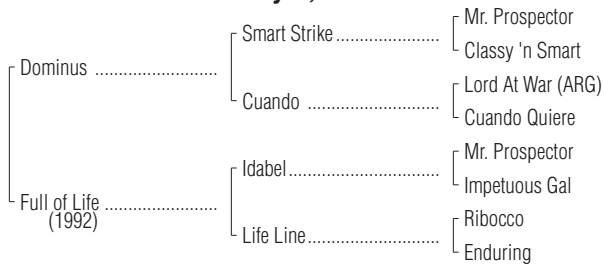 Mr. Prospector
Smart Strike
Classy 'n Smart
Dominus
Lord At War (ARG)
Cuando
Cuando Quiere
Mr. Prospector
Idabel
Impetuous Gal
Full of Life
(1992)
Ribocco
Life Line
Enduring